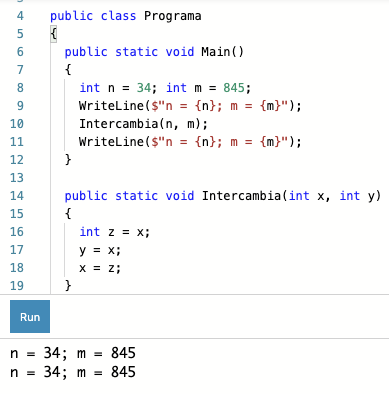 4 public class Programa
5 {
6 public static void Main()
7 {
8 int n = 34; int m = 845;
9 WriteLine($"n = {n}; m = {m}");
10 Intercambia(n, m);
11 WriteLine($"n = {n}; m = {m}");
12 }
13
14 public static void Intercambia(int x, int y)
15 {
16 int z = x;
17 y = x;
18 x = z;
19 }
Run
n = 34; m = 845
n = 34; m = 845